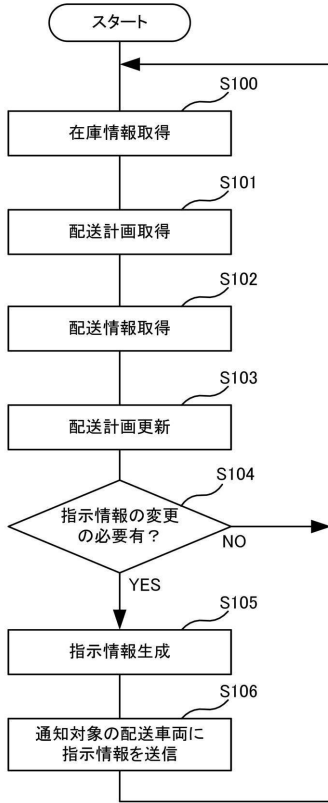 スタート
S100
在庫情報取得
S101
配送計画取得
S102
配送情報取得
S103
配送計画更新
S104
指示情報の変更
の必要有？
NO
YES
S105
指示情報生成
S106
通知対象の配送車両に
指示情報を送信